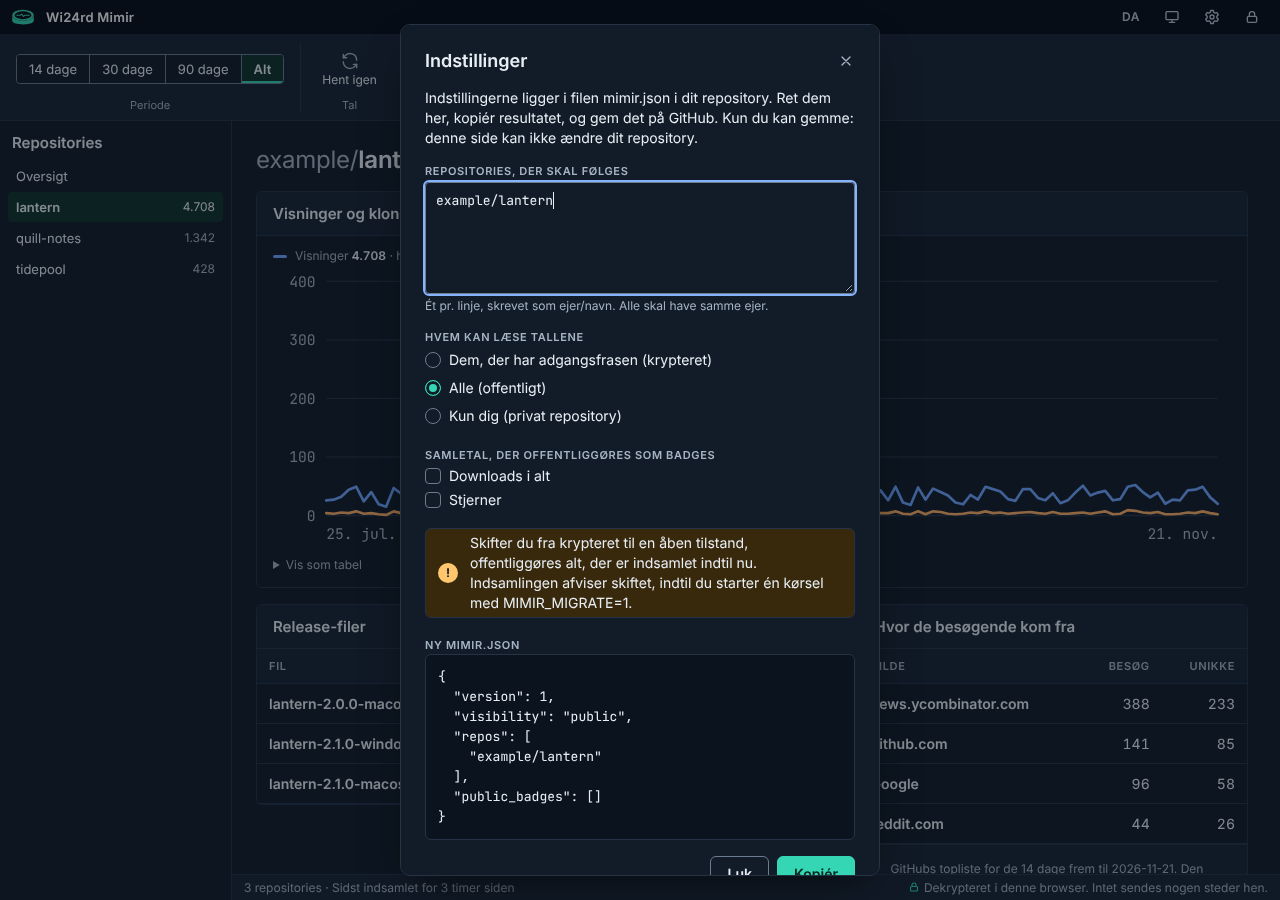 Wi24rd Mimir
DA
14 dage
30 dage
90 dage
Alt
Periode
Hent igen
Tal
Repositories
Oversigt
lantern 4.708
quill-notes 1.342
tidepool 428
example/lant
Visninger og klon
Visninger 4.708 · h
400
300
200
100
0
25. jul.
21. nov.
Vis som tabel
Release-filer
FIL
lantern-2.0.0-maco
lantern-2.1.0-windo
lantern-2.1.0-macos
Indstillinger
Indstillingerne ligger i filen mimir.json i dit repository. Ret dem
her, kopiér resultatet, og gem det på GitHub. Kun du kan gemme:
denne side kan ikke ændre dit repository.
REPOSITORIES, DER SKAL FØLGES
example/lantern
Ét pr. linje, skrevet som ejer/navn. Alle skal have samme ejer.
HVEM KAN LÆSE TALLENE
Dem, der har adgangsfrasen (krypteret)
Alle (offentligt)
Kun dig (privat repository)
SAMLETAL, DER OFFENTLIGGØRES SOM BADGES
Downloads i alt
Stjerner
!
Skifter du fra krypteret til en åben tilstand,
offentliggøres alt, der er indsamlet indtil nu.
Indsamlingen afviser skiftet, indtil du starter én kørsel
med MIMIR_MIGRATE=1.
NY MIMIR.JSON
{
"version": 1,
"visibility": "public",
"repos": [
"example/lantern"
],
"public_badges": []
}
Luk
Kopiér
Hvor de besøgende kom fra
ILDE BESØG UNIKKE
ews.ycombinator.com 388 233
ithub.com 141 85
oogle 96 58
eddit.com 44 26
GitHubs topliste for de 14 dage frem til 2026-11-21. Den
3 repositories · Sidst indsamlet for 3 timer siden
Dekrypteret i denne browser. Intet sendes nogen steder hen.